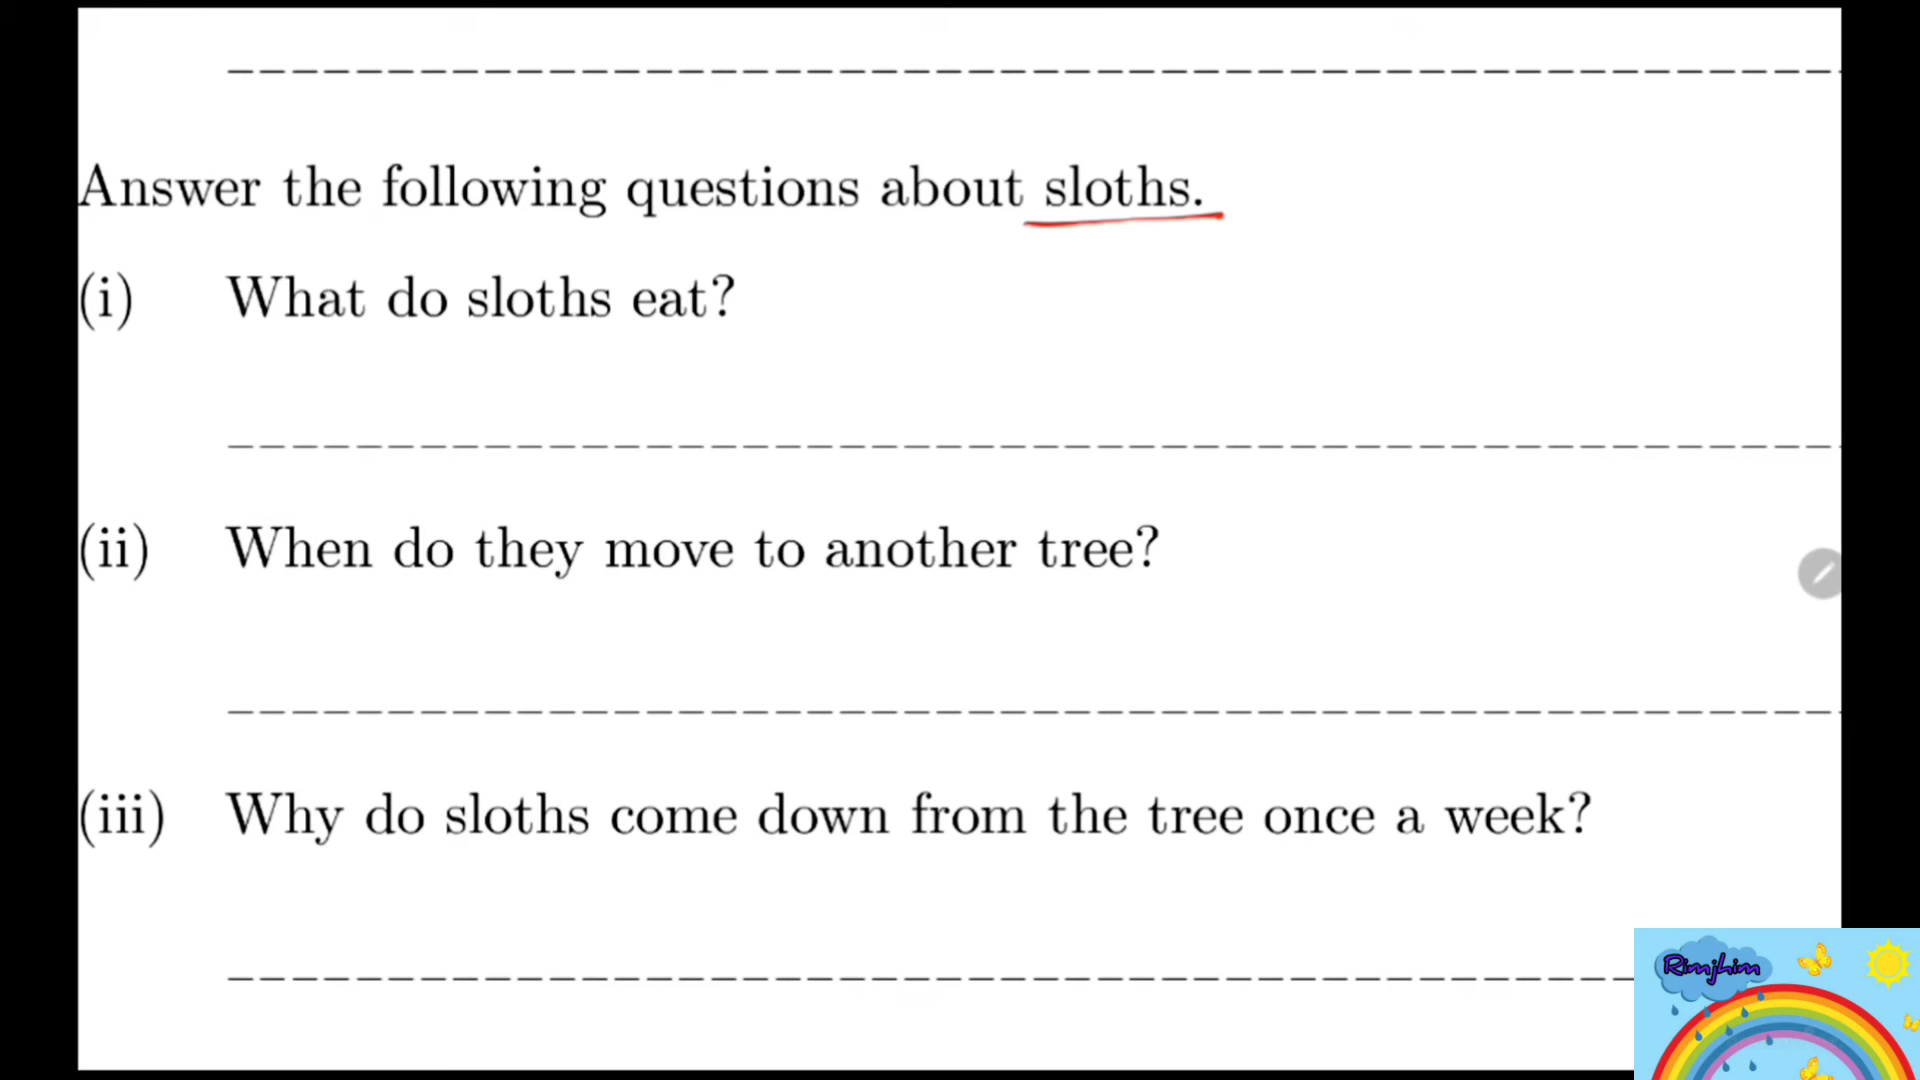 Answer the following questions about sloths.
(i) What do sloths eat?
(ii) When do they move to another tree?
(iii) Why do sloths come down from the tree once a week?
Rimjhim